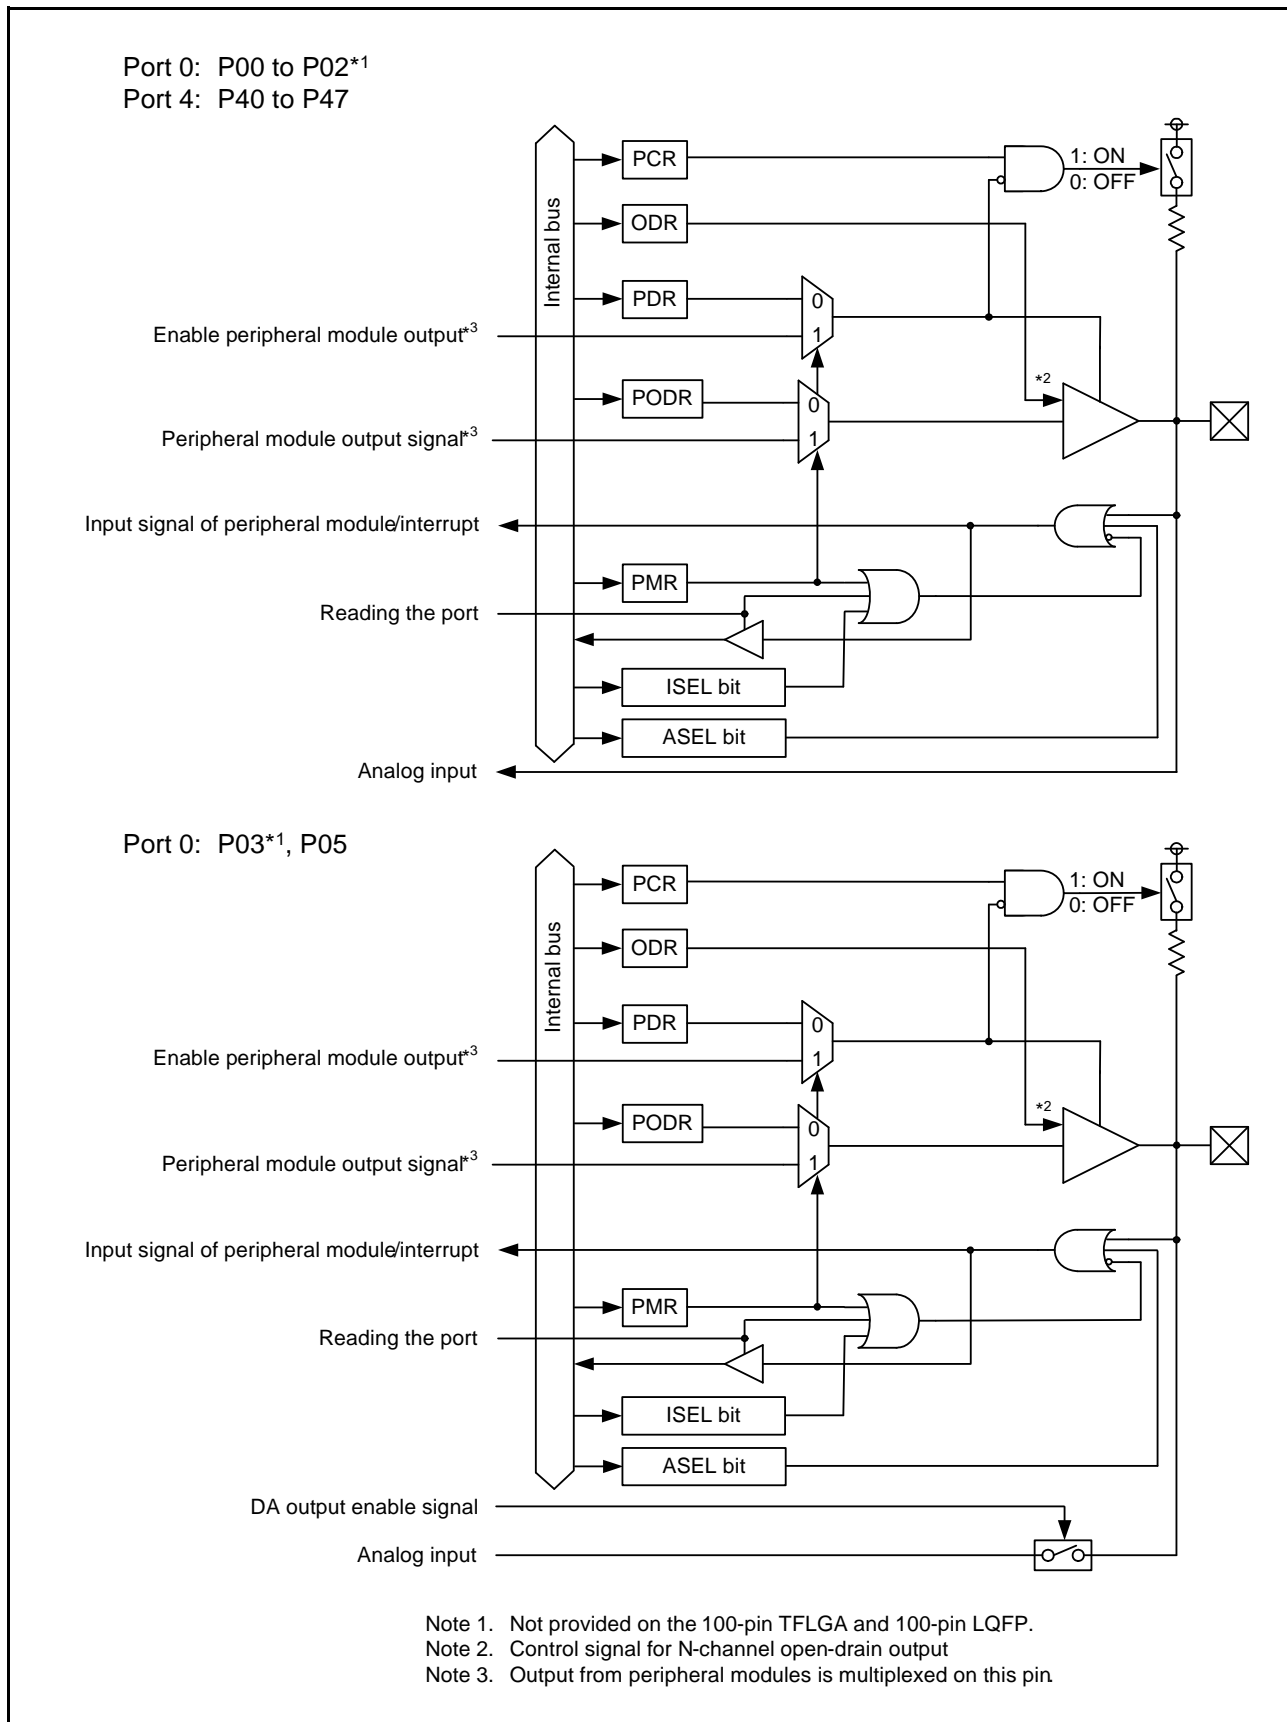 Port 0: P00 to P02*1
Port 4: P40 to P47
Internal bus
PCR
1: ON
0: OFF
ODR
PDR
0
Enable peripheral module output*3
1
*2
PODR
0
Peripheral module output signal*3
1
Input signal of peripheral module/interrupt
PMR
Reading the port
ISEL bit
ASEL bit
Analog input
Port 0: P03*1, P05
Internal bus
PCR
1: ON
0: OFF
ODR
PDR
0
Enable peripheral module output*3
1
*2
PODR
0
Peripheral module output signal*3
1
Input signal of peripheral module/interrupt
PMR
Reading the port
ISEL bit
ASEL bit
DA output enable signal
Analog input
Note 1. Not provided on the 100-pin TFLGA and 100-pin LQFP.
Note 2. Control signal for N-channel open-drain output
Note 3. Output from peripheral modules is multiplexed on this pin.